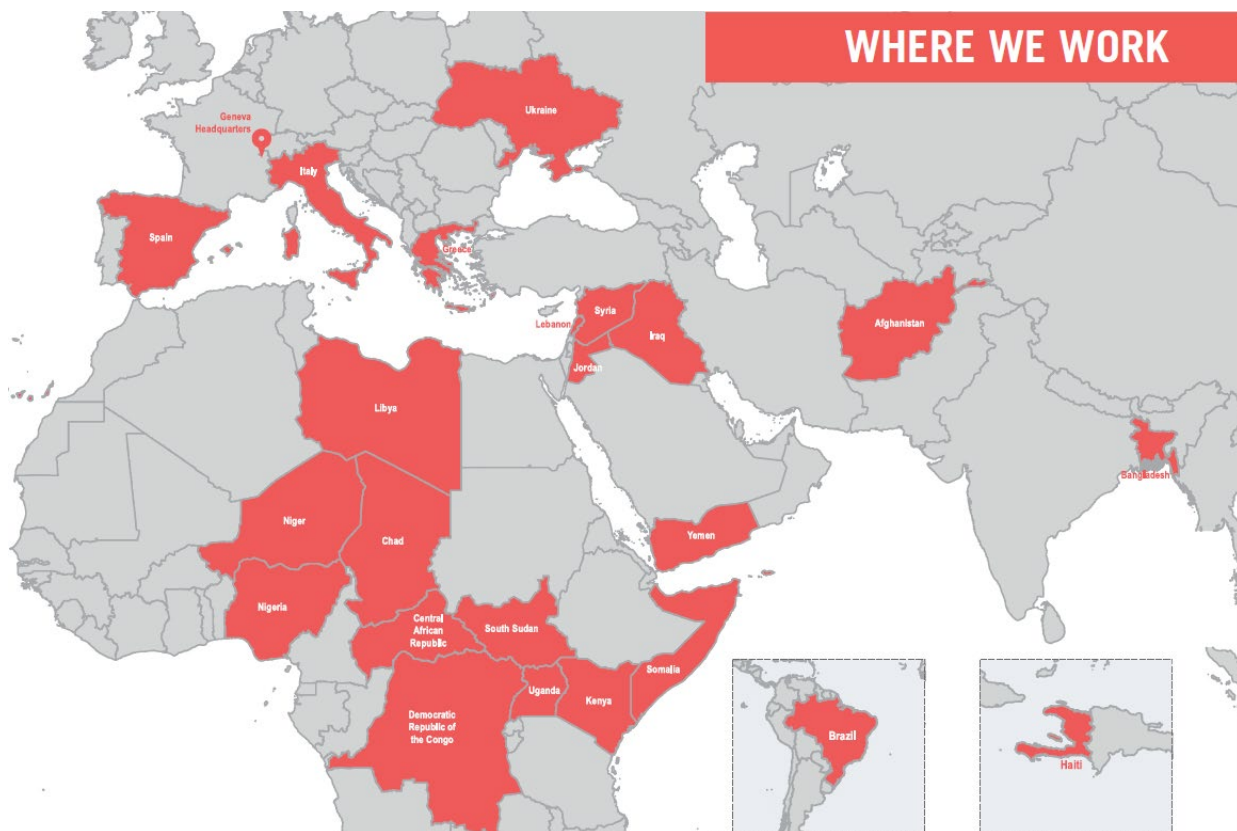 WHERE WE WORK
Ukraine
Geneva
Headquarters
Italy
Spain
Greece
Syria
Lebanon
Iraq
Jordan
Afghanistan
Libya
Bangladesh
Niger
Chad
Yemen
Nigeria
Central
African
Republic
South Sudan
Somalia
Uganda
Kenya
Democratic
Republic of
the Congo
Brazil
Haiti